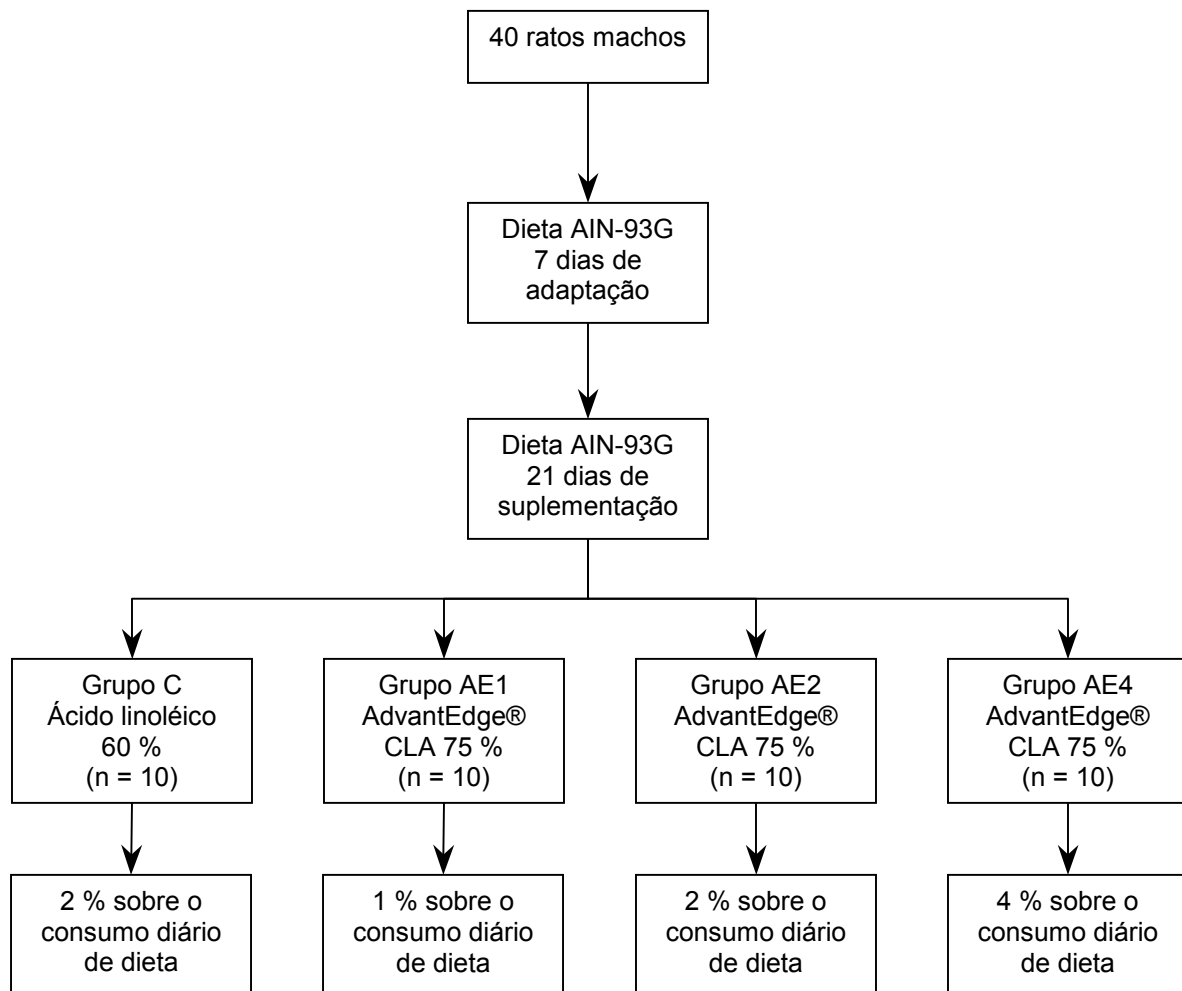 40 ratos machos
Dieta AIN-93G
7 dias de
adaptação
Dieta AIN-93G
21 dias de
suplementação
Grupo C
Ácido linoléico
60 %
(n = 10)
Grupo AE1
AdvantEdge®
CLA 75 %
(n = 10)
Grupo AE2
AdvantEdge®
CLA 75 %
(n = 10)
Grupo AE4
AdvantEdge®
CLA 75 %
(n = 10)
2 % sobre o
consumo diário
de dieta
1 % sobre o
consumo diário
de dieta
2 % sobre o
consumo diário
de dieta
4 % sobre o
consumo diário
de dieta